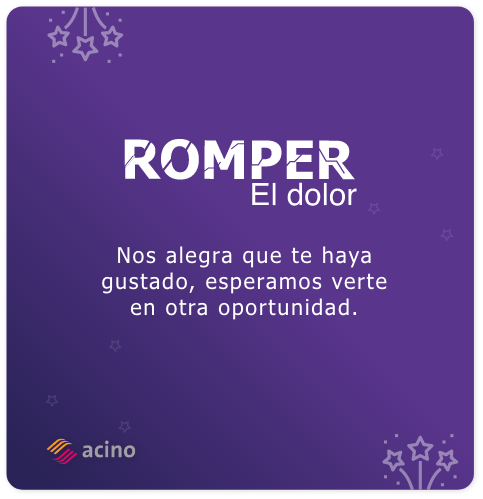 ROMPER
El dolor
Nos alegra que te haya
gustado, esperamos verte
en otra oportunidad.
acino